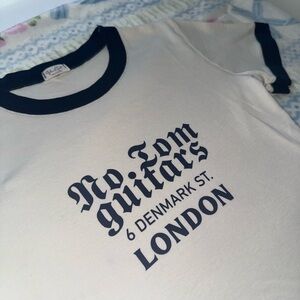 No.Tom
guitars
6 DENMARK ST.
LONDON